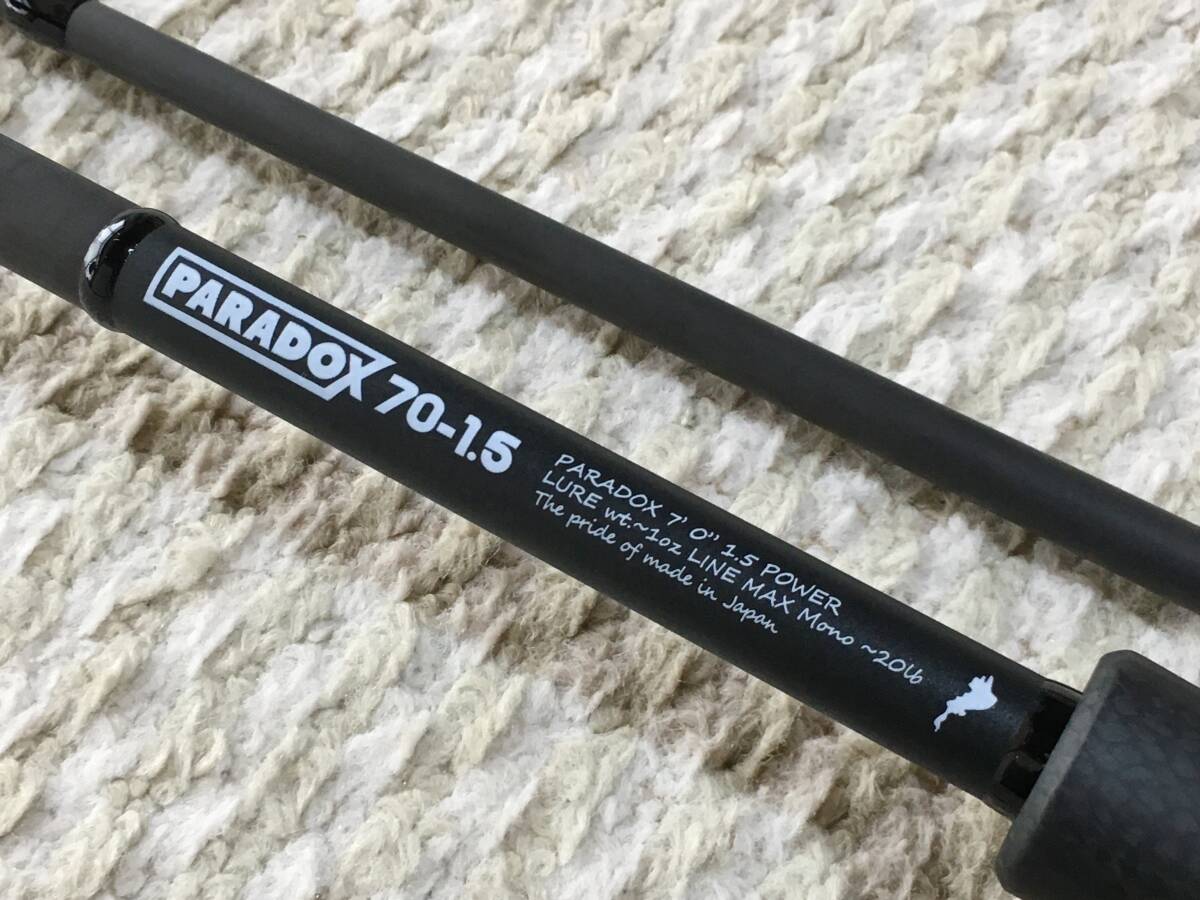 PARADOX 70-1.5
PARADOX 7' 0" 1.5 POWER
LURE wt.~1oz LINE MAX Mono ~20lb
The pride of made in Japan